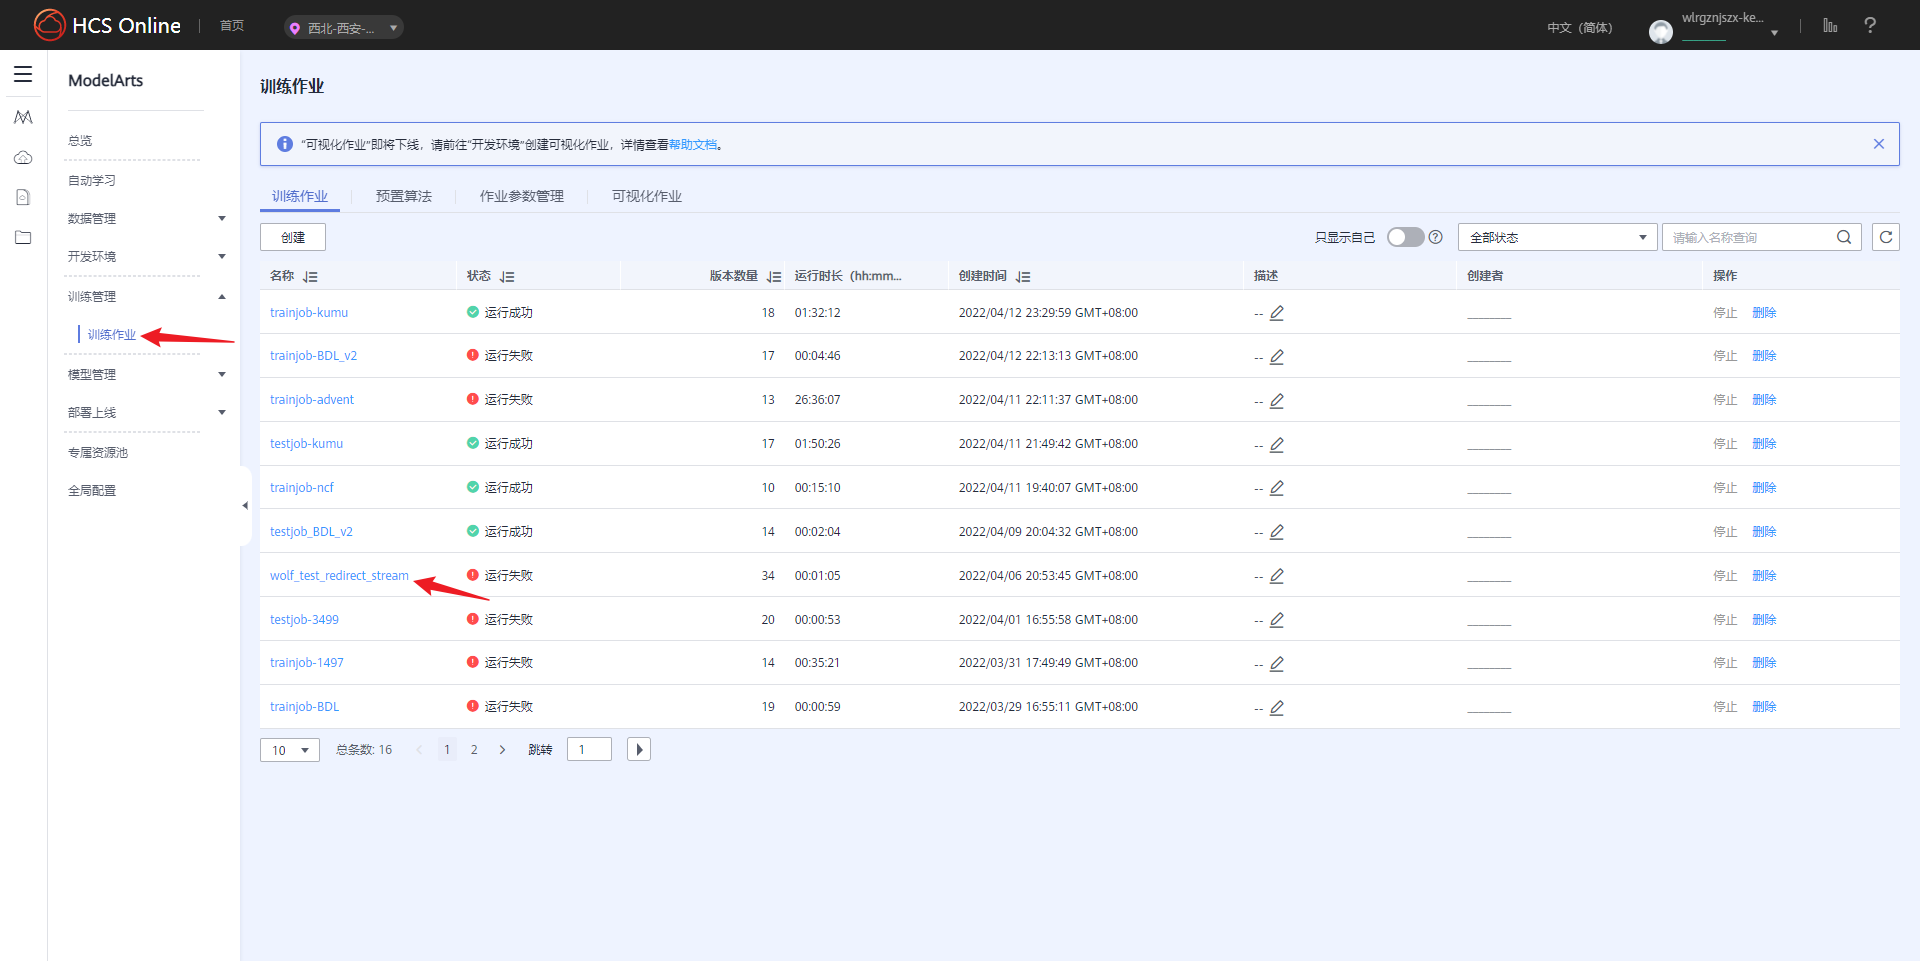 HCS Online 首页 西北-西安-... 中文（简体） wlrgznjszx-ke...
ModelArts
总览
自动学习
数据管理
开发环境
训练管理
训练作业
模型管理
部署上线
专属资源池
全局配置
训练作业
“可视化作业”即将下线，请前往“开发环境”创建可视化作业，详情查看帮助文档。
训练作业 预置算法 作业参数管理 可视化作业
创建 只显示自己 全部状态 请输入名称查询
名称 状态 版本数量 运行时长（hh:mm... 创建时间 描述 创建者 操作
trainjob-kumu 运行成功 18 01:32:12 2022/04/12 23:29:59 GMT+08:00 -- 停止 删除
trainjob-BDL_v2 运行失败 17 00:04:46 2022/04/12 22:13:13 GMT+08:00 -- 停止 删除
trainjob-advent 运行失败 13 26:36:07 2022/04/11 22:11:37 GMT+08:00 -- 停止 删除
testjob-kumu 运行成功 17 01:50:26 2022/04/11 21:49:42 GMT+08:00 -- 停止 删除
trainjob-ncf 运行成功 10 00:15:10 2022/04/11 19:40:07 GMT+08:00 -- 停止 删除
testjob_BDL_v2 运行成功 14 00:02:04 2022/04/09 20:04:32 GMT+08:00 -- 停止 删除
wolf_test_redirect_stream 运行失败 34 00:01:05 2022/04/06 20:53:45 GMT+08:00 -- 停止 删除
testjob-3499 运行失败 20 00:00:53 2022/04/01 16:55:58 GMT+08:00 -- 停止 删除
trainjob-1497 运行失败 14 00:35:21 2022/03/31 17:49:49 GMT+08:00 -- 停止 删除
trainjob-BDL 运行失败 19 00:00:59 2022/03/29 16:55:11 GMT+08:00 -- 停止 删除
10 总条数: 16 1 2 跳转 1